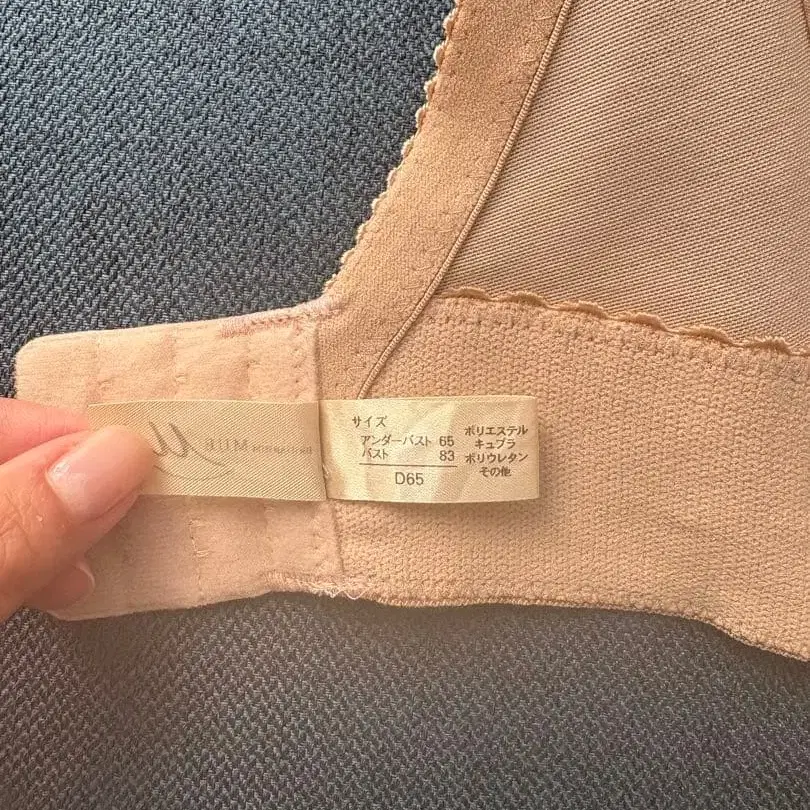 サイズ
アンダーバスト 65
バスト 83
D65
ポリエステル
キュプラ
ポリウレタン
その他